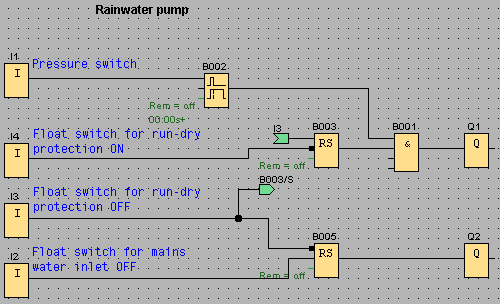 Rainwater pump
I1
Pressure switch
I
B002
Rem = off
00:00s+
I4
Float switch for run-dry
protection ON
I
I3
B003
RS
Rem = off
B001
&
Q1
Q
I3
Float switch for run-dry
protection OFF
I
B003/S
I2
Float switch for mains
water inlet OFF
I
B005
RS
Rem = off
Q2
Q